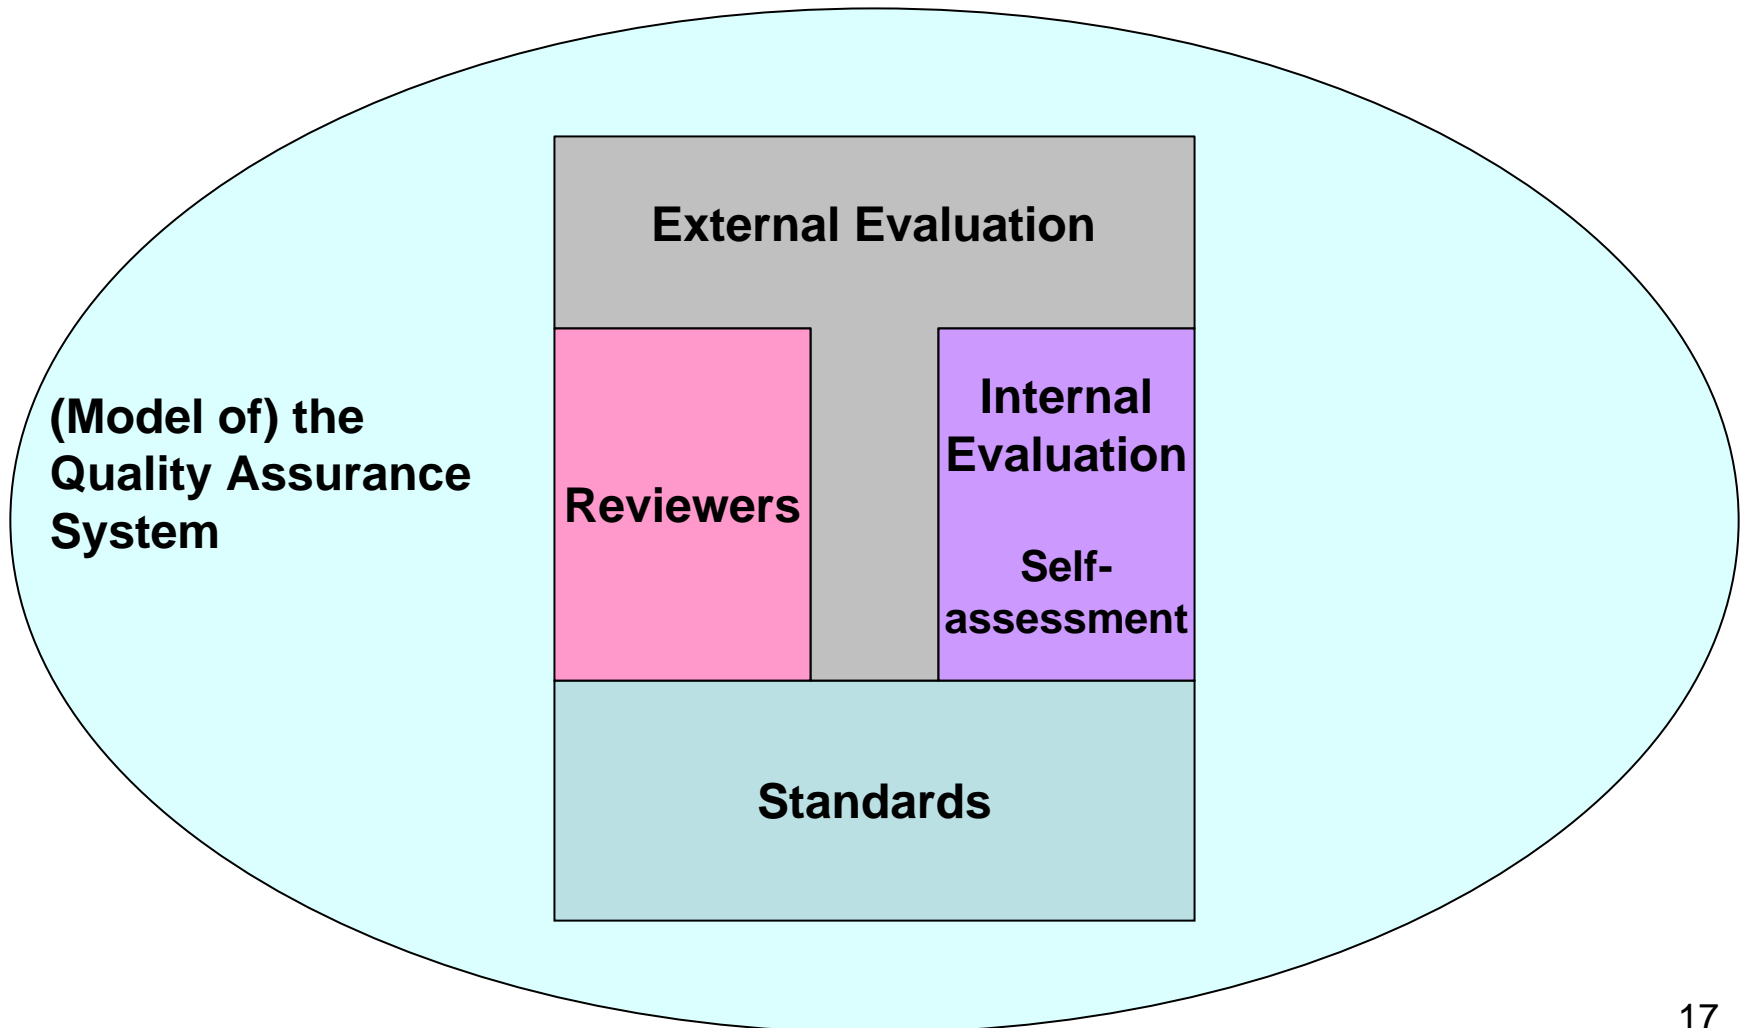 External Evaluation
(Model of) the
Quality Assurance
System
Reviewers
Internal
Evaluation
Self-
assessment
Standards
17